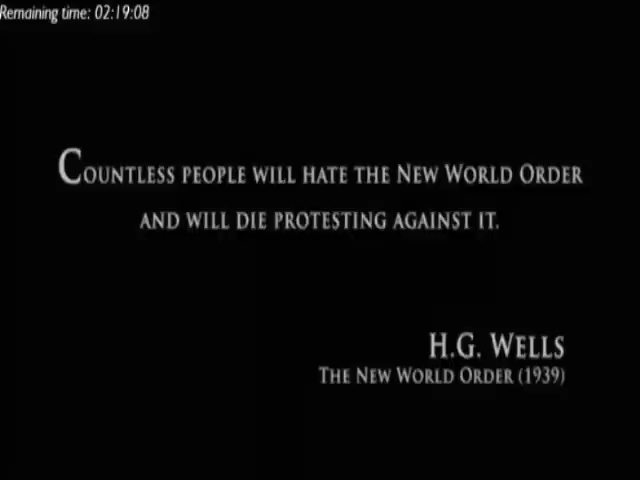 Remaining time: 02:19:08
COUNTLESS PEOPLE WILL HATE THE NEW WORLD ORDER
AND WILL DIE PROTESTING AGAINST IT.
H.G. WELLS
THE NEW WORLD ORDER (1939)